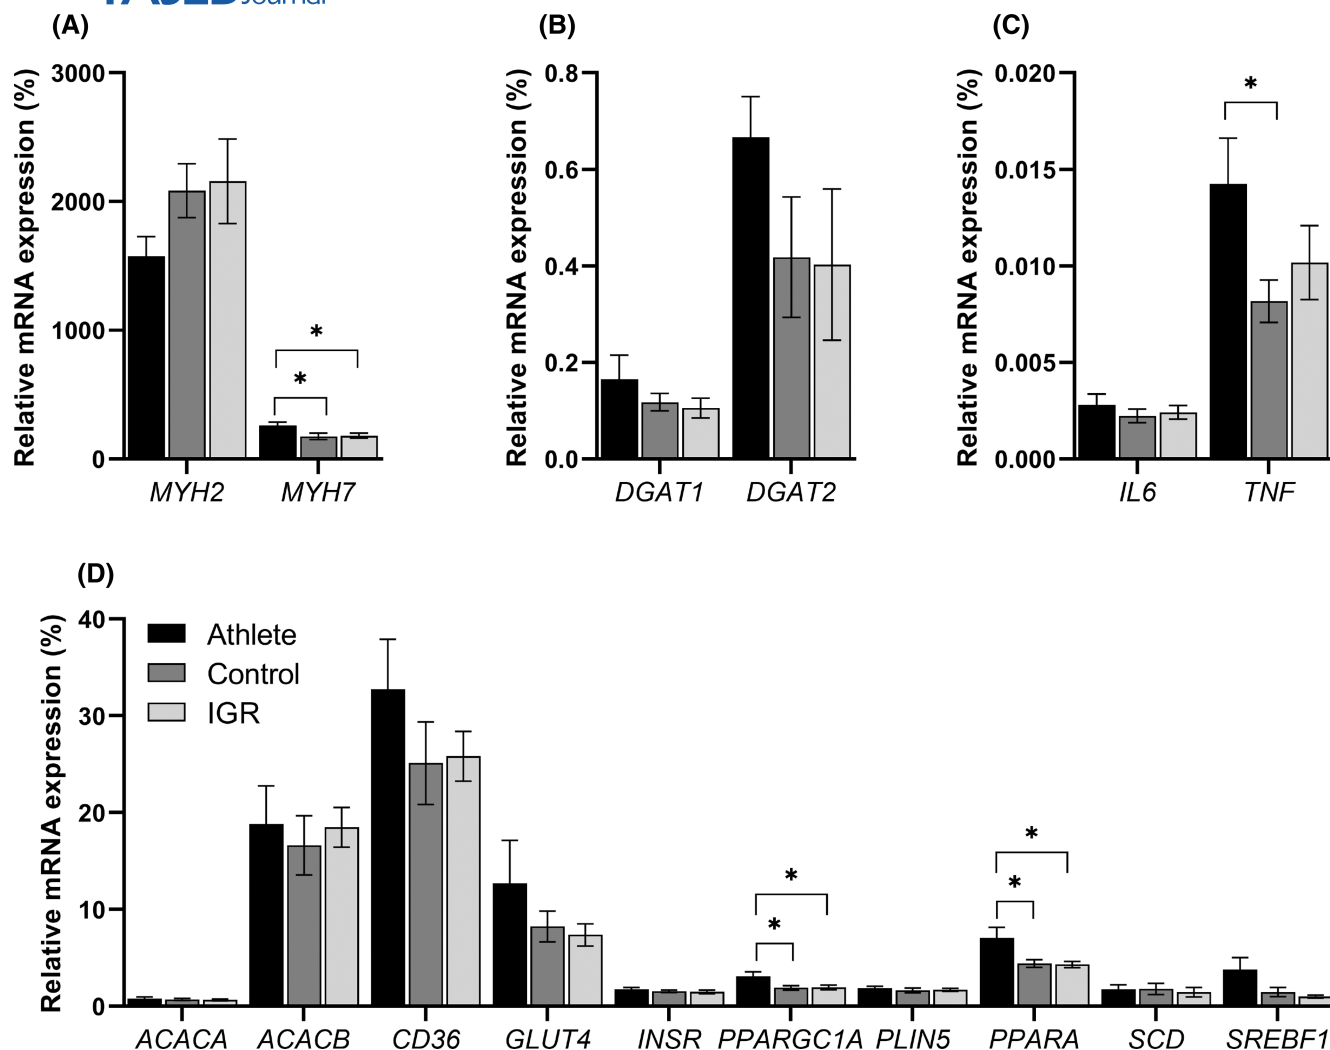 Journal
(A)
(B)
(C)
Relative mRNA expression (%)
3000
2000
1000
0
*
*
MYH2
MYH7
Relative mRNA expression (%)
0.8
0.6
0.4
0.2
0.0
DGAT1
DGAT2
Relative mRNA expression (%)
0.020
0.015
0.010
0.005
0.000
*
IL6
TNF
(D)
Relative mRNA expression (%)
40
30
20
10
0
Athlete
Control
IGR
*
*
*
*
ACACA
ACACB
CD36
GLUT4
INSR
PPARGC1A
PLIN5
PPARA
SCD
SREBF1